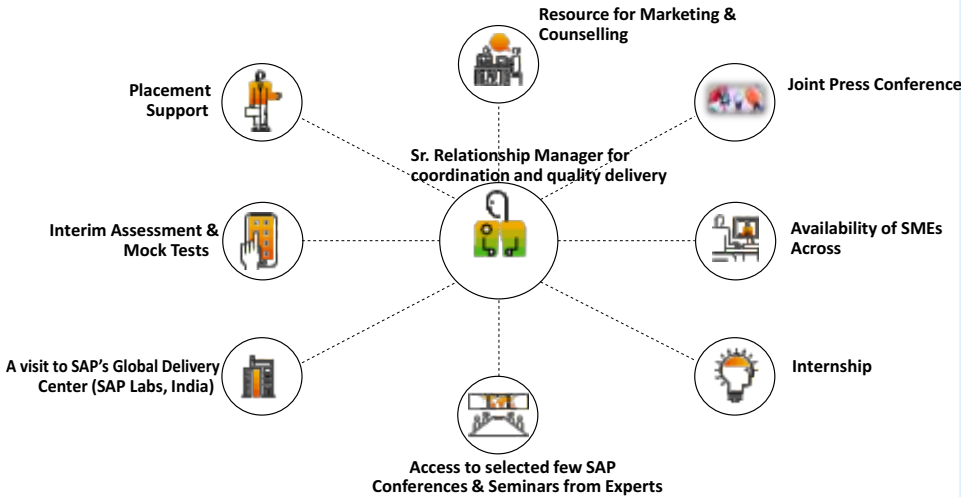 Resource for Marketing &
Counselling
Placement
Support
Joint Press Conference
Sr. Relationship Manager for
coordination and quality delivery
Interim Assessment &
Mock Tests
Availability of SMEs
Across
A visit to SAP's Global Delivery
Center (SAP Labs, India)
Internship
Access to selected few SAP
Conferences & Seminars from Experts